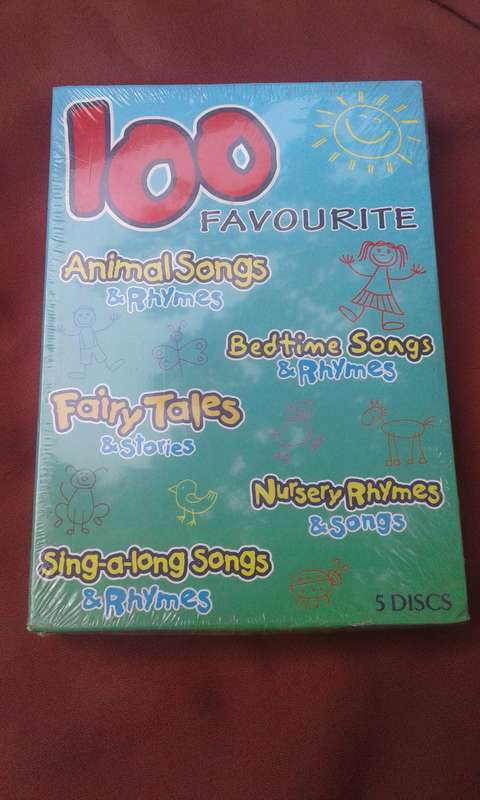 100
FAVOURITE
Animal Songs
& Rhymes
Bedtime Songs
& Rhymes
Fairy Tales
& Stories
Nursery Rhymes
& Songs
Sing-a-long Songs
& Rhymes
5 DISCS